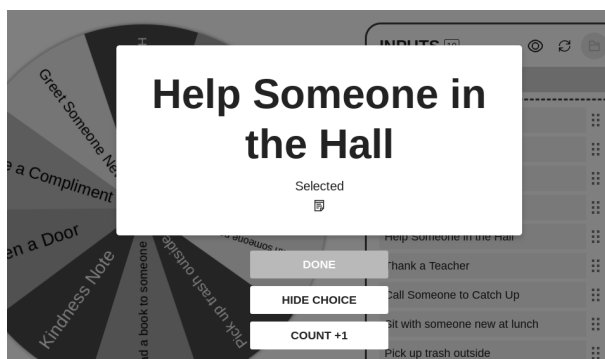 Help Someone in
the Hall
Selected
DONE
HIDE CHOICE
COUNT +1
INPUTS
Help Someone in the Hall
Thank a Teacher
Call Someone to Catch Up
Sit with someone new at lunch
Pick up trash outside
Greet Someone New
a Compliment
en a Door
Kindness Note
ad a book to someone
Pick up trash outside